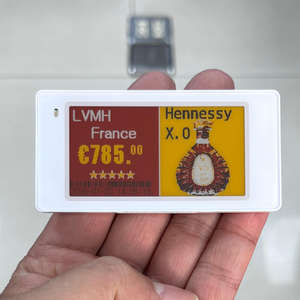 LVMH
France
€785.00
Hennessy
X.O